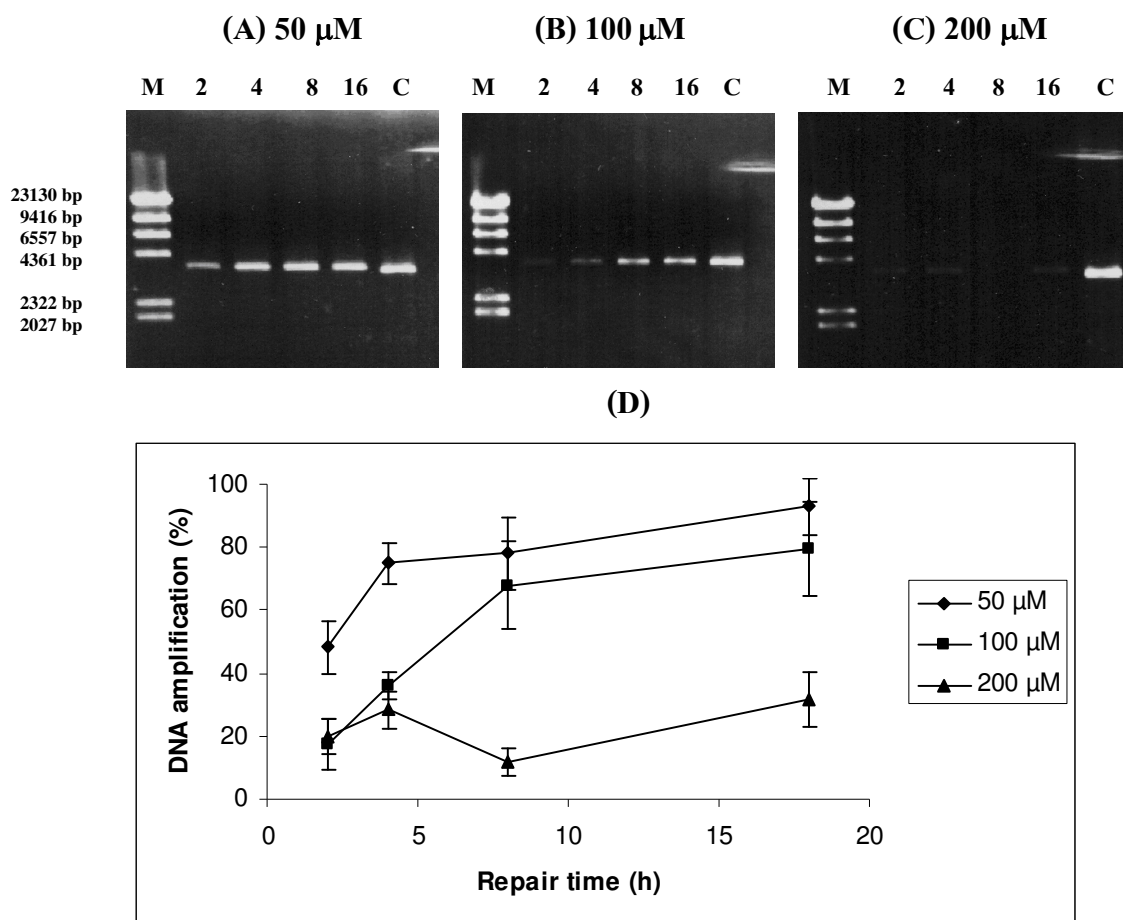 (A) 50 μM (B) 100 μM (C) 200 μM
M 2 4 8 16 C M 2 4 8 16 C M 2 4 8 16 C
23130 bp
9416 bp
6557 bp
4361 bp
2322 bp
2027 bp
(D)
100
80
60
40
20
0
DNA amplification (%)
0 5 10 15 20
Repair time (h)
50 μM
100 μM
200 μM